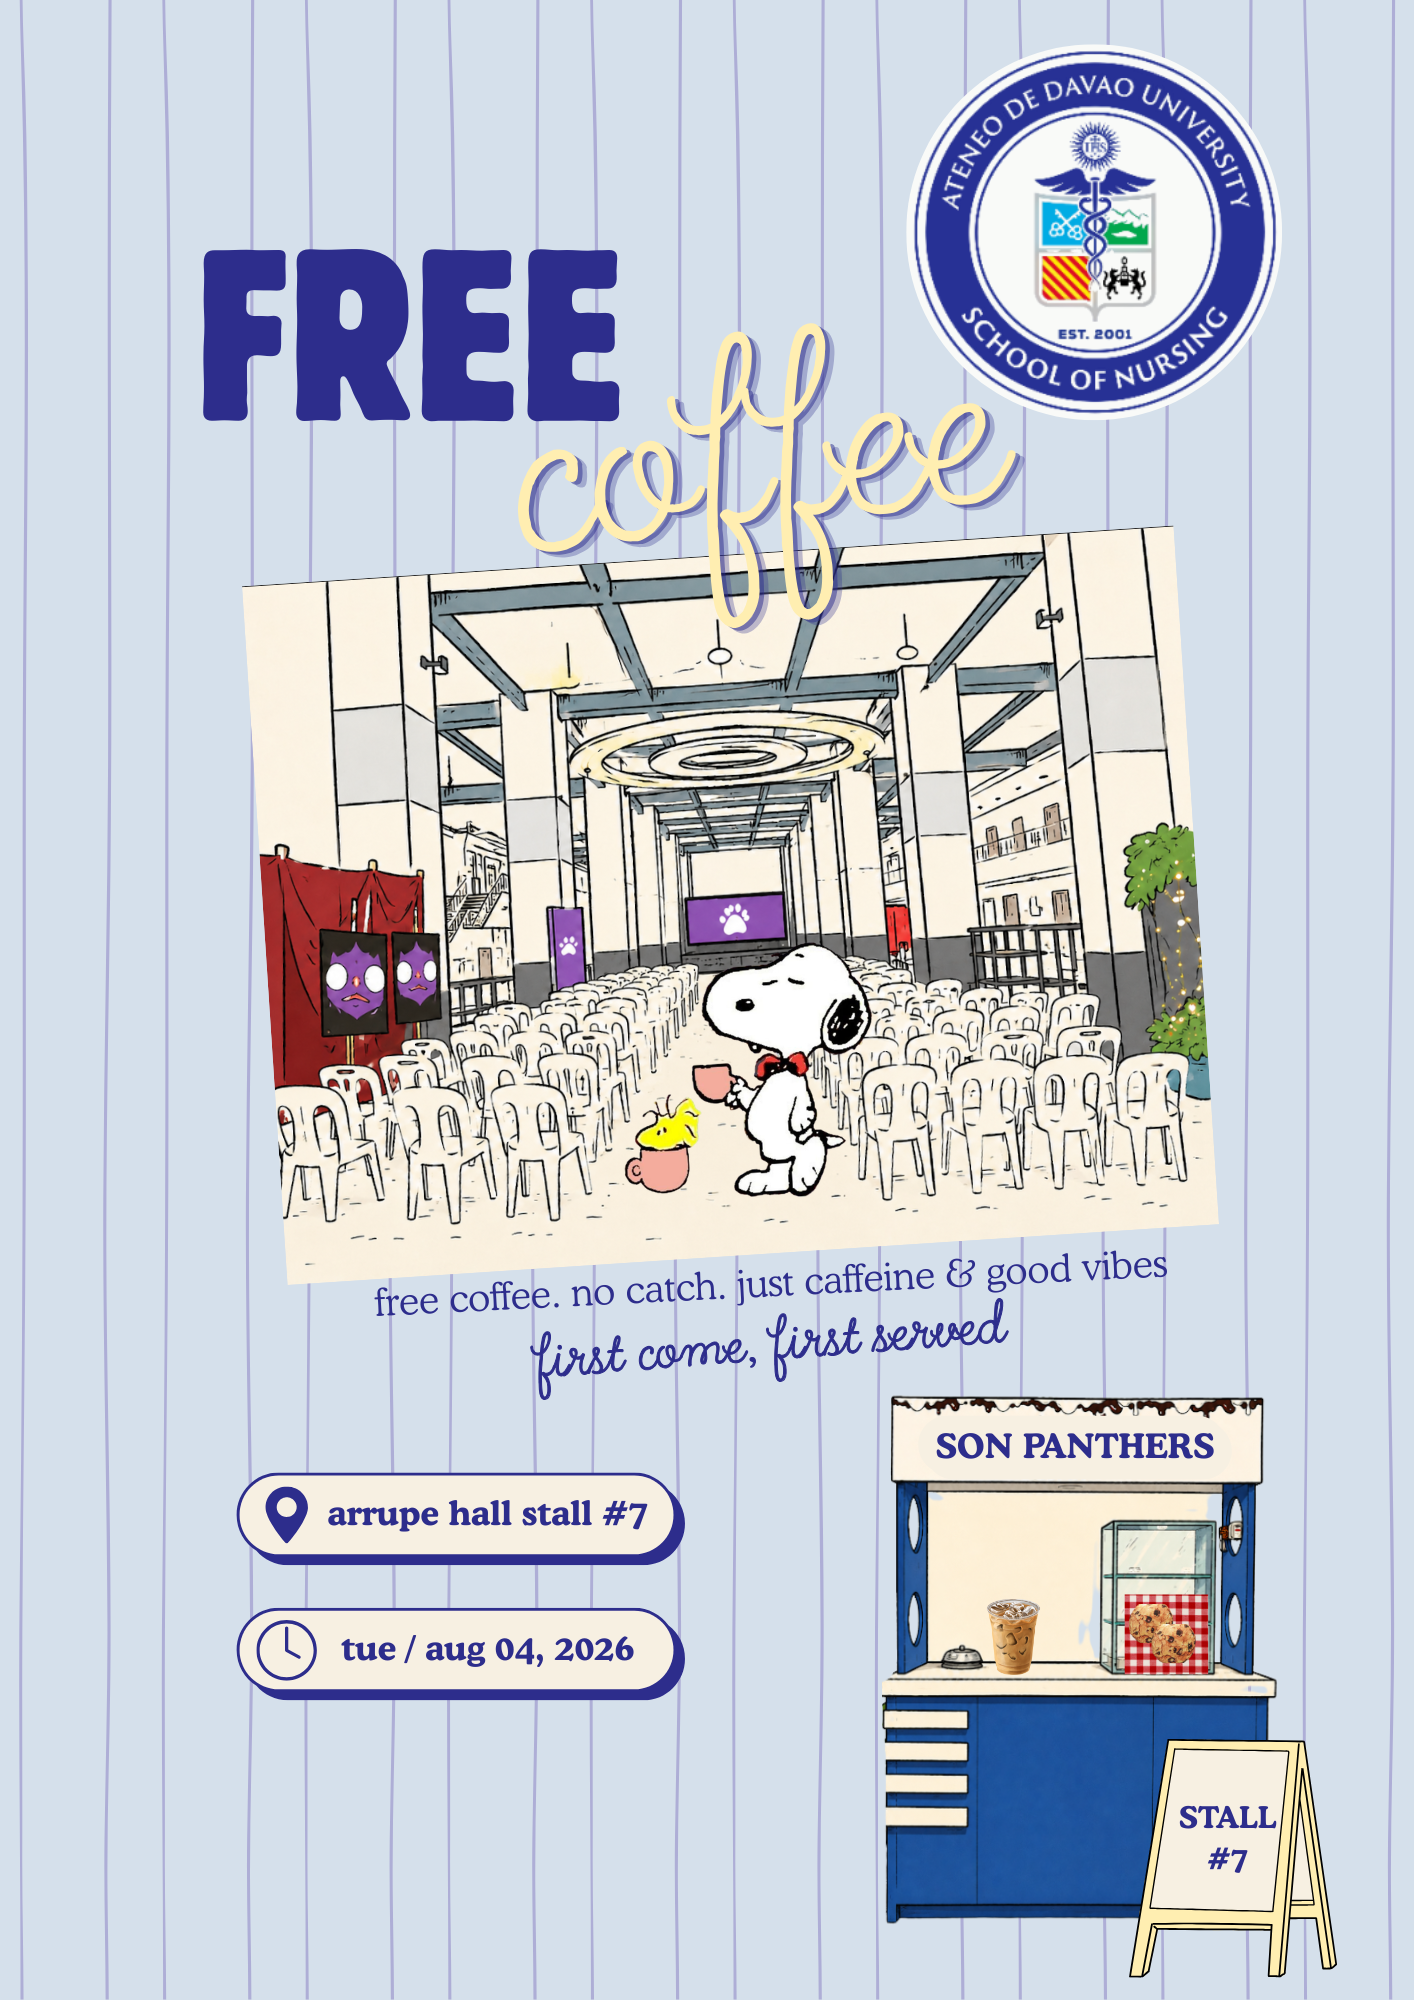 ATENEO DE DAVAO UNIVERSITY
IHS
EST. 2001
SCHOOL OF NURSING
FREE
coffee
free coffee. no catch. just caffeine & good vibes
first come, first served
SON PANTHERS
arrupe hall stall #7
tue / aug 04, 2026
STALL
#7